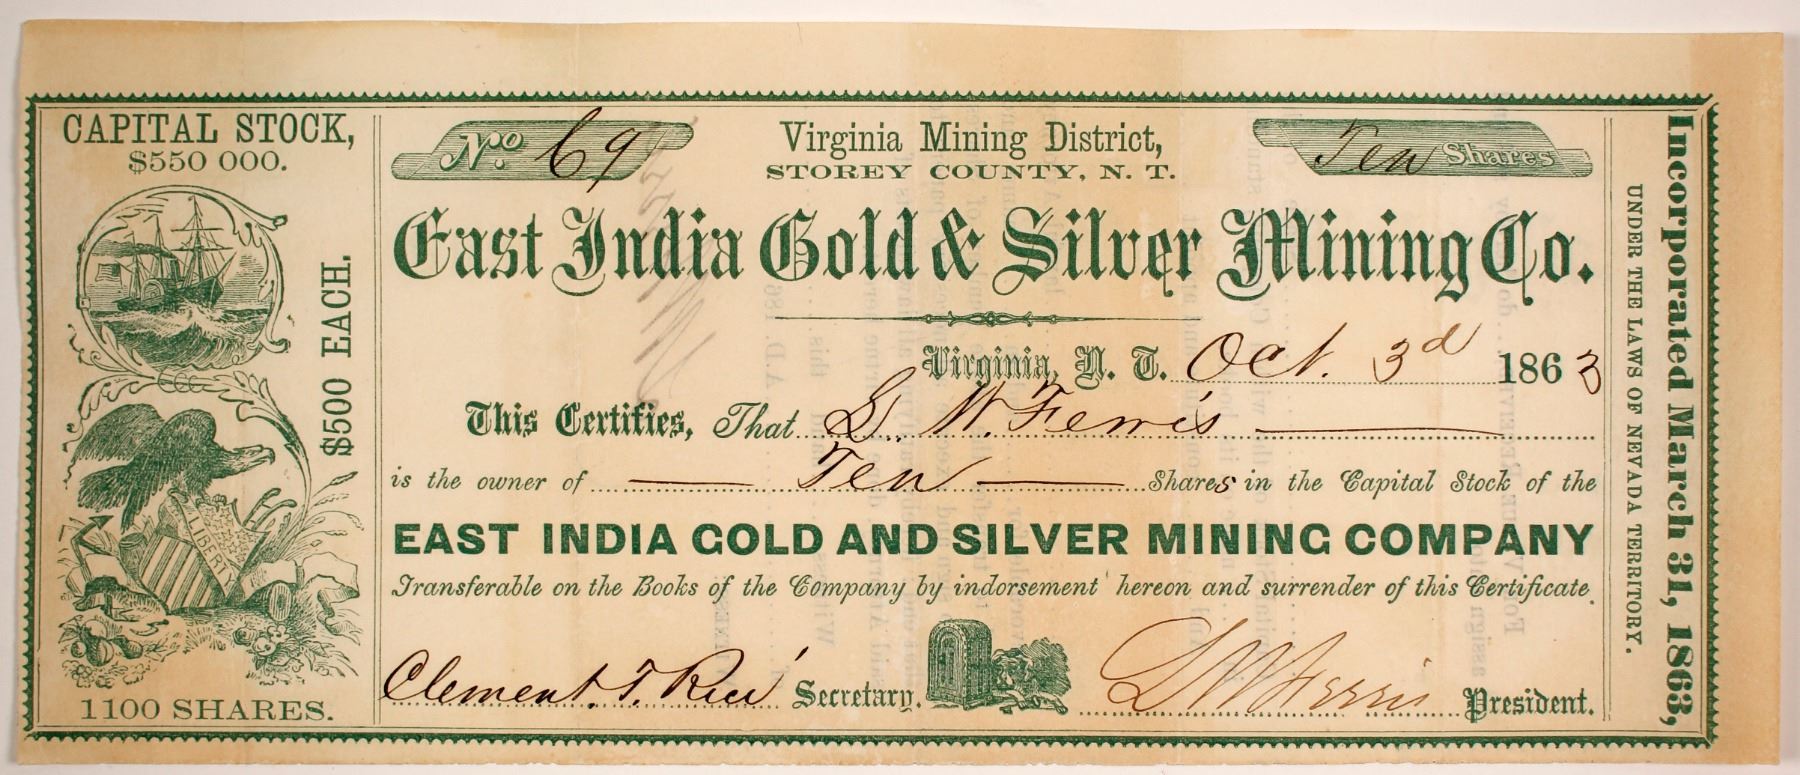 CAPITAL STOCK,
$550 000.
$500 EACH.
LIBERTY
1100 SHARES.
No. 69
Virginia Mining District,
STOREY COUNTY, N. T.
Ten Shares
East India Gold & Silver Mining Co.
Virginia, N. T. Oct. 3d 1863
This Certifies, That G. W. Ferris
is the owner of Ten Shares in the Capital Stock of the
EAST INDIA GOLD AND SILVER MINING COMPANY
Transferable on the Books of the Company by indorsement hereon and surrender of this Certificate.
Clement T. Rice Secretary. G W Ferris President.
Incorporated March 31, 1863,
UNDER THE LAWS OF NEVADA TERRITORY.